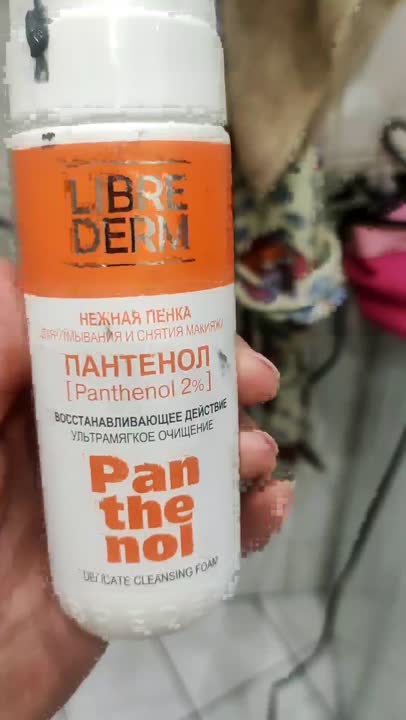 LIBRE
DERM
НЕЖНАЯ ПЕНКА
ДЛЯ УМЫВАНИЯ И СНЯТИЯ МАКИЯЖА
ПАНТЕНОЛ
[Panthenol 2%]
ВОССТАНАВЛИВАЮЩЕЕ ДЕЙСТВИЕ
УЛЬТРАМЯГКОЕ ОЧИЩЕНИЕ
Pan
the
nol
DELICATE CLEANSING FOAM